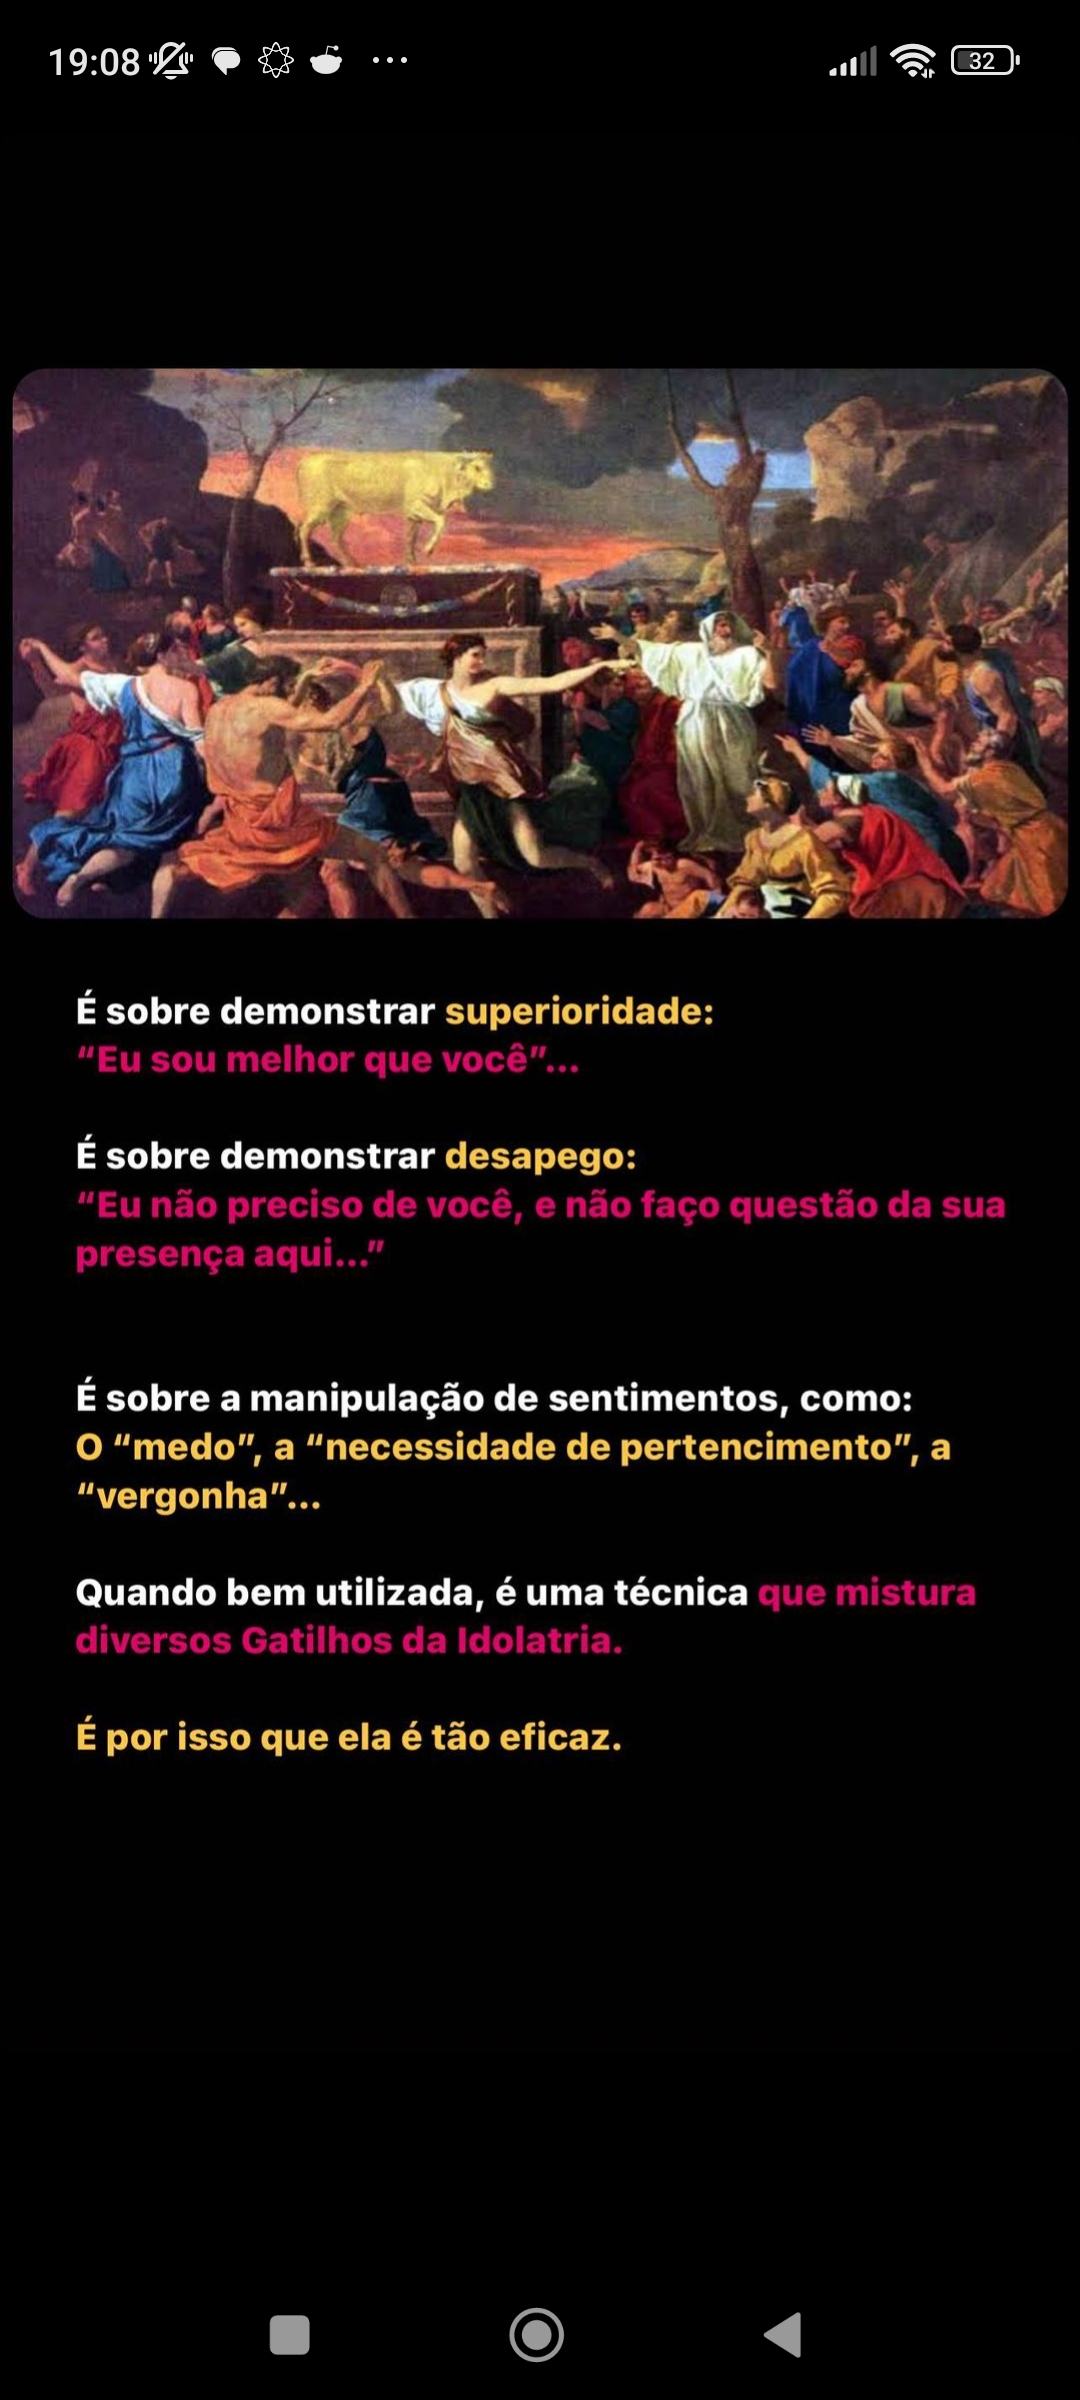 19:08
32
É sobre demonstrar superioridade:
“Eu sou melhor que você”...
É sobre demonstrar desapego:
“Eu não preciso de você, e não faço questão da sua
presença aqui...”
É sobre a manipulação de sentimentos, como:
O “medo”, a “necessidade de pertencimento”, a
“vergonha”...
Quando bem utilizada, é uma técnica que mistura
diversos Gatilhos da Idolatria.
É por isso que ela é tão eficaz.